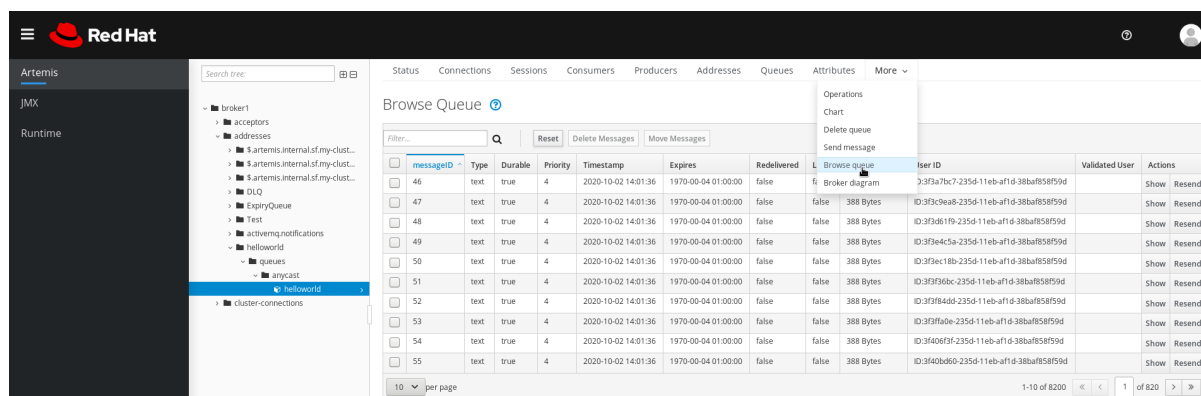 Red Hat
Artemis
JMX
Runtime
Search tree:
broker1
acceptors
addresses
$.artemis.internal.sf.my-clust...
$.artemis.internal.sf.my-clust...
$.artemis.internal.sf.my-clust...
DLQ
ExpiryQueue
Test
activemq.notifications
helloworld
queues
anycast
helloworld
cluster-connections
Status Connections Sessions Consumers Producers Addresses Queues Attributes More
Operations
Chart
Delete queue
Send message
Browse queue
Broker diagram
Browse Queue
Filter... Reset Delete Messages Move Messages
messageID Type Durable Priority Timestamp Expires Redelivered User ID Validated User Actions
46 text true 4 2020-10-02 14:01:36 1970-00-04 01:00:00 false ID:3f3a7bc7-235d-11eb-af1d-38baf858f59d Show Resend
47 text true 4 2020-10-02 14:01:36 1970-00-04 01:00:00 false false 388 Bytes ID:3f3c9ea8-235d-11eb-af1d-38baf858f59d Show Resend
48 text true 4 2020-10-02 14:01:36 1970-00-04 01:00:00 false false 388 Bytes ID:3f3d61f9-235d-11eb-af1d-38baf858f59d Show Resend
49 text true 4 2020-10-02 14:01:36 1970-00-04 01:00:00 false false 388 Bytes ID:3f3e4c5a-235d-11eb-af1d-38baf858f59d Show Resend
50 text true 4 2020-10-02 14:01:36 1970-00-04 01:00:00 false false 388 Bytes ID:3f3ec18b-235d-11eb-af1d-38baf858f59d Show Resend
51 text true 4 2020-10-02 14:01:36 1970-00-04 01:00:00 false false 388 Bytes ID:3f3f36bc-235d-11eb-af1d-38baf858f59d Show Resend
52 text true 4 2020-10-02 14:01:36 1970-00-04 01:00:00 false false 388 Bytes ID:3f3f84dd-235d-11eb-af1d-38baf858f59d Show Resend
53 text true 4 2020-10-02 14:01:36 1970-00-04 01:00:00 false false 388 Bytes ID:3f3ffa0e-235d-11eb-af1d-38baf858f59d Show Resend
54 text true 4 2020-10-02 14:01:36 1970-00-04 01:00:00 false false 388 Bytes ID:3f406f3f-235d-11eb-af1d-38baf858f59d Show Resend
55 text true 4 2020-10-02 14:01:36 1970-00-04 01:00:00 false false 388 Bytes ID:3f40bd60-235d-11eb-af1d-38baf858f59d Show Resend
10 per page 1-10 of 8200 « < 1 of 820 > »